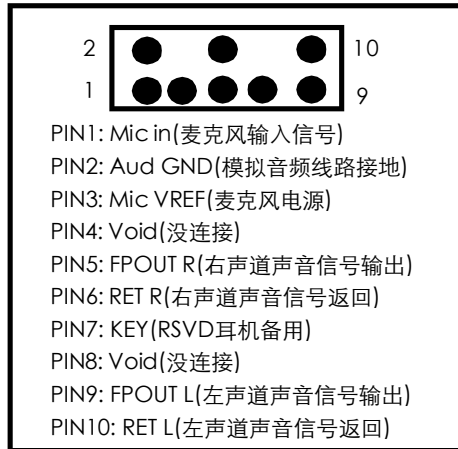 2 10
1 9
PIN1: Mic in(麦克风输入信号)
PIN2: Aud GND(模拟音频线路接地)
PIN3: Mic VREF(麦克风电源)
PIN4: Void(没连接)
PIN5: FPOUT R(右声道声音信号输出)
PIN6: RET R(右声道声音信号返回)
PIN7: KEY(RSVD耳机备用)
PIN8: Void(没连接)
PIN9: FPOUT L(左声道声音信号输出)
PIN10: RET L(左声道声音信号返回)